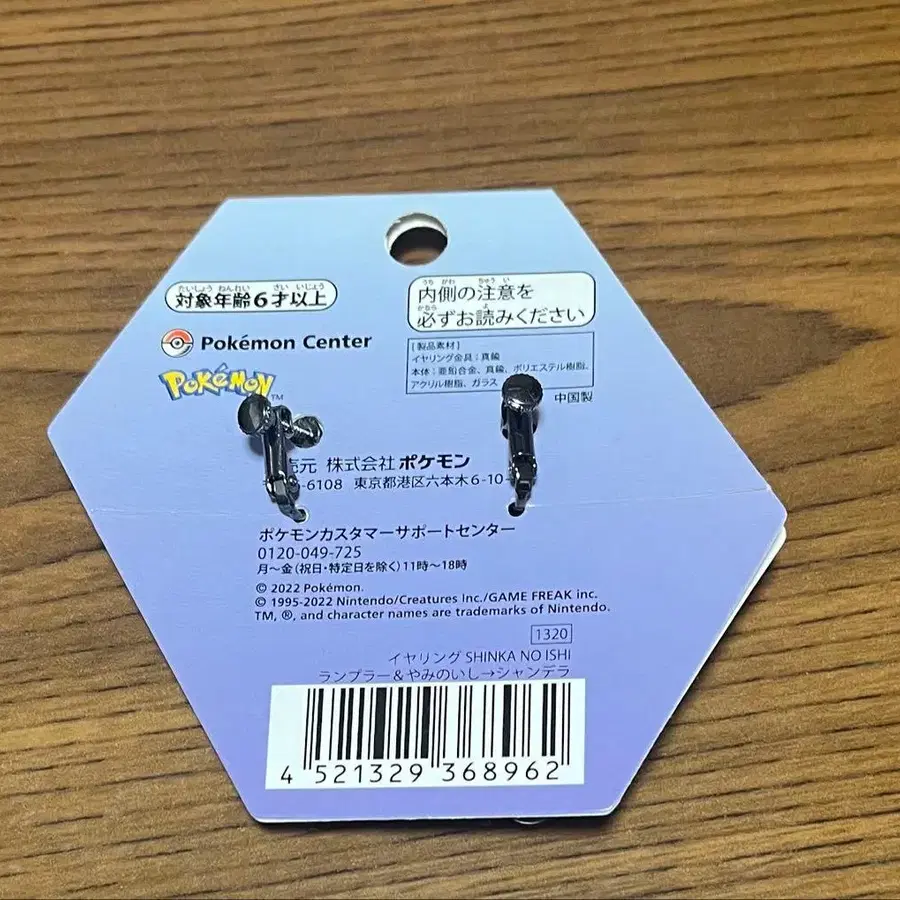 たいしょう ねんれい さい いじょう
対象年齢6才以上
うち がわ ちゅう い
内側の注意を
かなら よ
必ずお読みください
Pokémon Center
POKéMON™
[製品素材]
イヤリング金具:真鍮
本体:亜鉛合金、真鍮、ポリエステル樹脂、
アクリル樹脂、ガラス
中国製
売元 株式会社ポケモン
6-6108 東京都港区六本木6-10-
ポケモンカスタマーサポートセンター
0120-049-725
月〜金(祝日・特定日を除く)11時〜18時
© 2022 Pokémon.
© 1995-2022 Nintendo/Creatures Inc./GAME FREAK inc.
TM, ®, and character names are trademarks of Nintendo.
1320
イヤリング SHINKA NO ISHI
ランプラー&やみのいし→シャンデラ
4 521329 368962